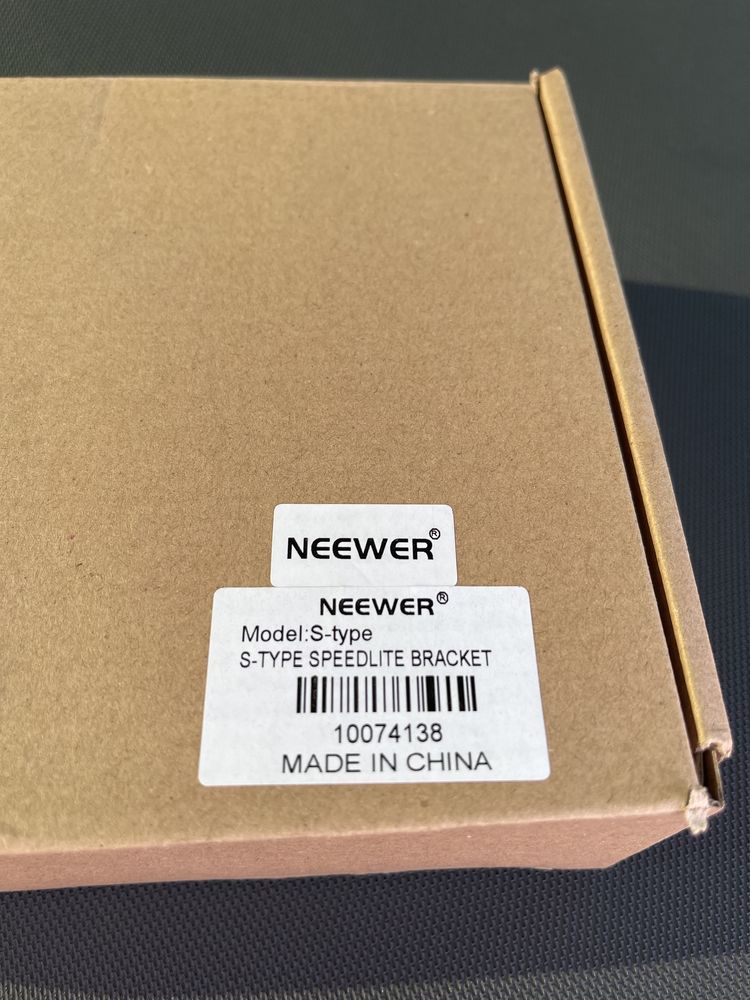 NEEWER®
NEEWER®
Model:S-type
S-TYPE SPEEDLITE BRACKET
10074138
MADE IN CHINA